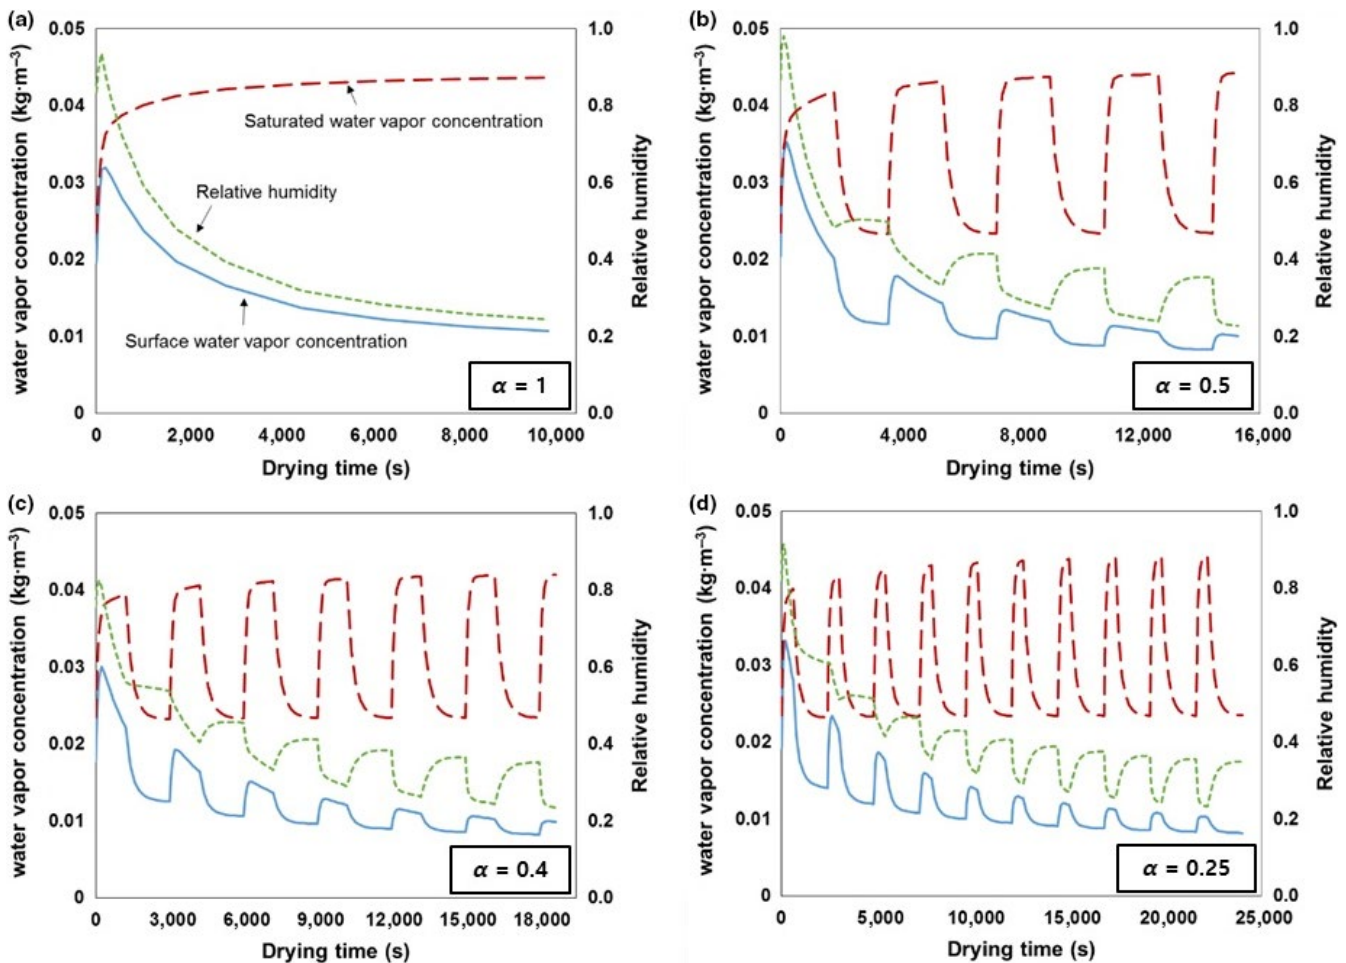 (a)
water vapor concentration (kg·m⁻³)
0.05
0.04
0.03
0.02
0.01
0
1.0
0.8
0.6
0.4
0.2
0.0
Relative humidity
Saturated water vapor concentration
Relative humidity
Surface water vapor concentration
α = 1
0 2,000 4,000 6,000 8,000 10,000
Drying time (s)
(b)
water vapor concentration (kg·m⁻³)
0.05
0.04
0.03
0.02
0.01
0
1.0
0.8
0.6
0.4
0.2
0.0
Relative humidity
α = 0.5
0 4,000 8,000 12,000 16,000
Drying time (s)
(c)
water vapor concentration (kg·m⁻³)
0.05
0.04
0.03
0.02
0.01
0
1.0
0.8
0.6
0.4
0.2
0.0
Relative humidity
α = 0.4
0 3,000 6,000 9,000 12,000 15,000 18,000
Drying time (s)
(d)
water vapor concentration (kg·m⁻³)
0.05
0.04
0.03
0.02
0.01
0
1.0
0.8
0.6
0.4
0.2
0.0
Relative humidity
α = 0.25
0 5,000 10,000 15,000 20,000 25,000
Drying time (s)